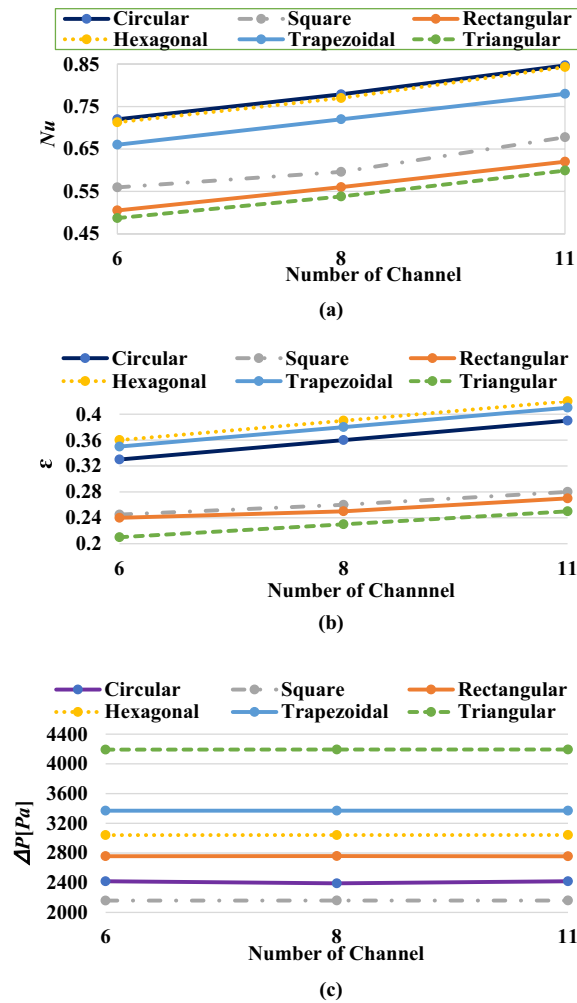 Circular Square Rectangular
Hexagonal Trapezoidal Triangular
0.85
0.75
0.65
0.55
0.45
Nu
6 8 11
Number of Channel
(a)
Circular Square Rectangular
Hexagonal Trapezoidal Triangular
0.4
0.36
0.32
0.28
0.24
0.2
ε
6 8 11
Number of Channnel
(b)
Circular Square Rectangular
Hexagonal Trapezoidal Triangular
4400
4000
3600
3200
2800
2400
2000
ΔP[Pa]
6 8 11
Number of Channel
(c)